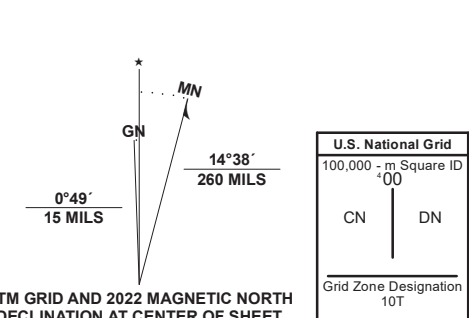 ★
MN
GN
14°38´
260 MILS
0°49´
15 MILS
TM GRID AND 2022 MAGNETIC NORTH
DECLINATION AT CENTER OF SHEET
U.S. National Grid
100,000 - m Square ID
⁴00
CN DN
Grid Zone Designation
10T